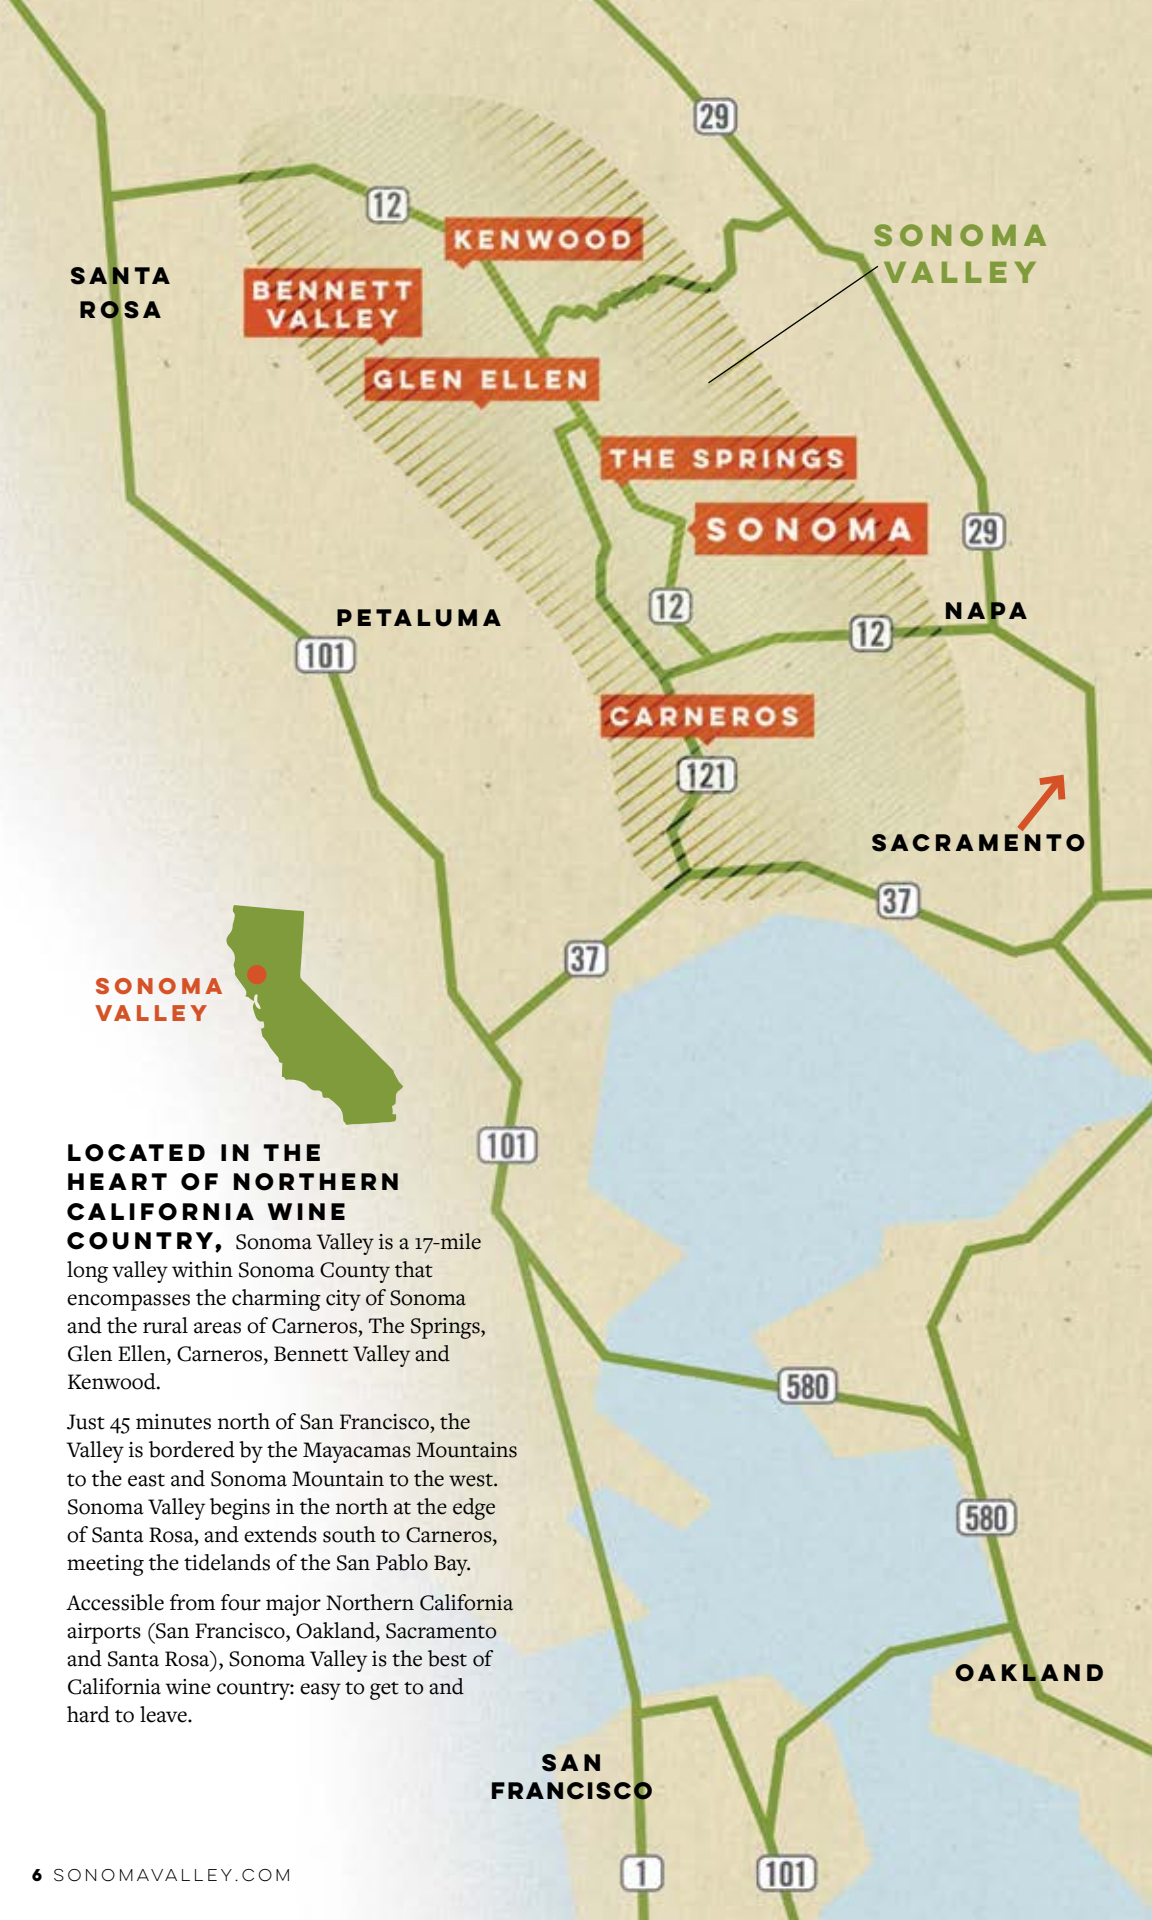 29
12
KENWOOD
SONOMA
VALLEY
SANTA
ROSA
BENNETT
VALLEY
GLEN ELLEN
THE SPRINGS
SONOMA
29
12
NAPA
PETALUMA
12
101
CARNEROS
121
SACRAMENTO
37
37
SONOMA
VALLEY
101
LOCATED IN THE
HEART OF NORTHERN
CALIFORNIA WINE
COUNTRY, Sonoma Valley is a 17-mile
long valley within Sonoma County that
encompasses the charming city of Sonoma
and the rural areas of Carneros, The Springs,
Glen Ellen, Carneros, Bennett Valley and
Kenwood.
Just 45 minutes north of San Francisco, the
Valley is bordered by the Mayacamas Mountains
to the east and Sonoma Mountain to the west.
Sonoma Valley begins in the north at the edge
of Santa Rosa, and extends south to Carneros,
meeting the tidelands of the San Pablo Bay.
Accessible from four major Northern California
airports (San Francisco, Oakland, Sacramento
and Santa Rosa), Sonoma Valley is the best of
California wine country: easy to get to and
hard to leave.
580
580
OAKLAND
SAN
FRANCISCO
1
101
6 SONOMAVALLEY.COM